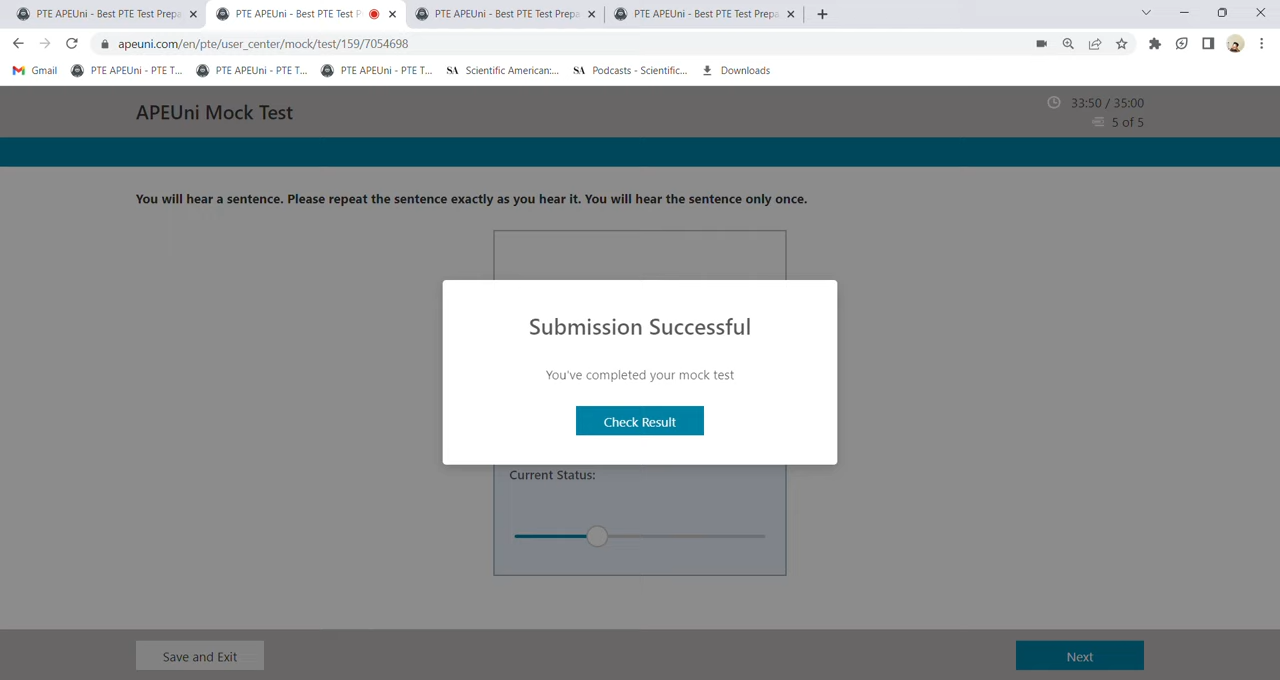 PTE APEUni - Best PTE Test Prepa
PTE APEUni - Best PTE Test P
PTE APEUni - Best PTE Test Prepa
PTE APEUni - Best PTE Test Prepa
apeuni.com/en/pte/user_center/mock/test/159/7054698
Gmail
PTE APEUni - PTE T...
PTE APEUni - PTE T...
PTE APEUni - PTE T...
SA Scientific American:...
SA Podcasts - Scientific...
Downloads
APEUni Mock Test
33:50 / 35:00
5 of 5
You will hear a sentence. Please repeat the sentence exactly as you hear it. You will hear the sentence only once.
Submission Successful
You've completed your mock test
Check Result
Current Status:
Save and Exit
Next